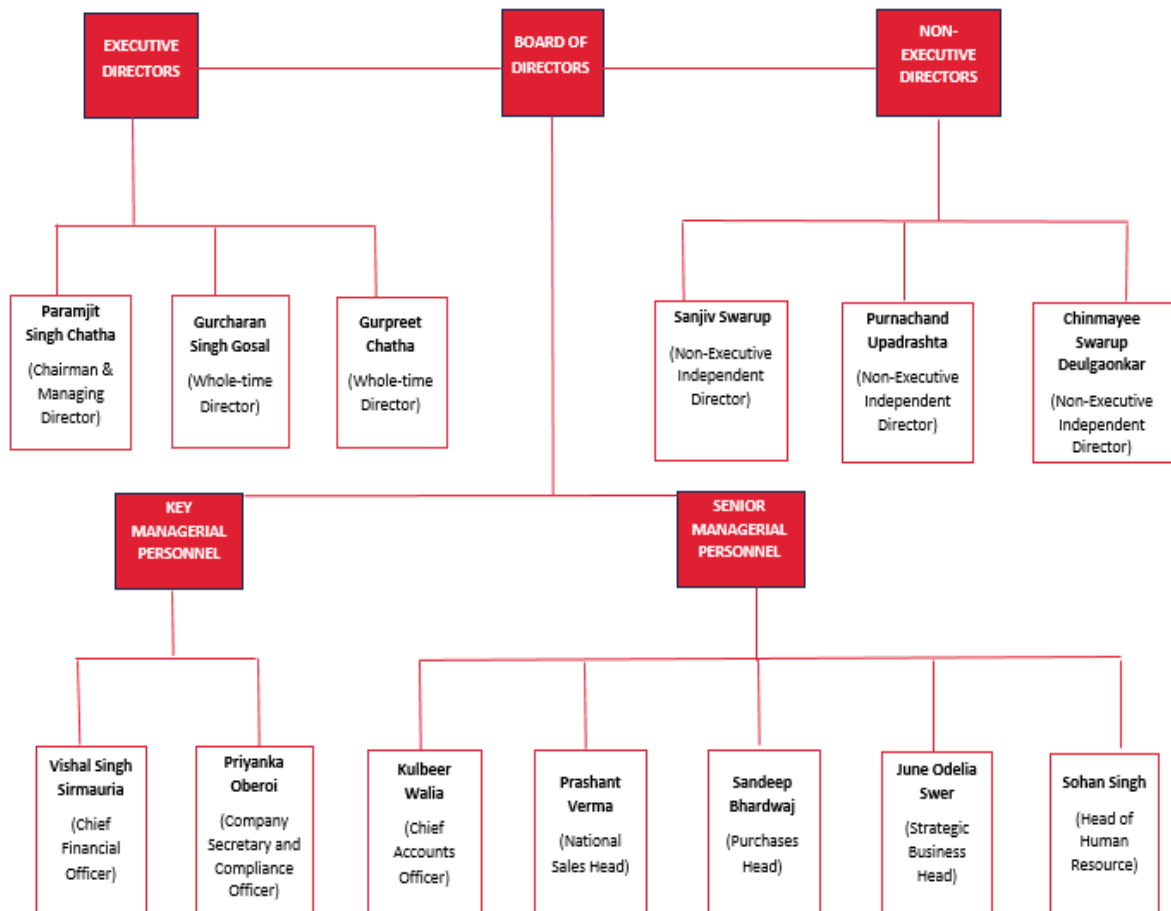 EXECUTIVE
DIRECTORS
BOARD OF
DIRECTORS
NON-
EXECUTIVE
DIRECTORS
Paramjit
Singh Chatha
(Chairman &
Managing
Director)
Gurcharan
Singh Gosal
(Whole-time
Director)
Gurpreet
Chatha
(Whole-time
Director)
Sanjiv Swarup
(Non-Executive
Independent
Director)
Purnachand
Upadrashta
(Non-Executive
Independent
Director)
Chinmayee
Swarup
Deulgaonkar
(Non-Executive
Independent
Director)
KEY
MANAGERIAL
PERSONNEL
SENIOR
MANAGERIAL
PERSONNEL
Vishal Singh
Sirmauria
(Chief
Financial
Officer)
Priyanka
Oberoi
(Company
Secretary and
Compliance
Officer)
Kulbeer
Walia
(Chief
Accounts
Officer)
Prashant
Verma
(National
Sales Head)
Sandeep
Bhardwaj
(Purchases
Head)
June Odelia
Swer
(Strategic
Business
Head)
Sohan Singh
(Head of
Human
Resource)